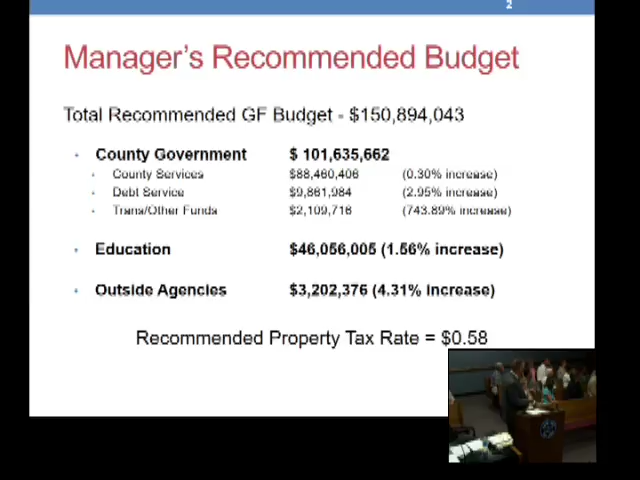 2
Manager's Recommended Budget
Total Recommended GF Budget - $150,894,043
County Government $ 101,635,662
County Services $88,460,406 (0.30% increase)
Debt Service $9,861,984 (2.95% increase)
Trans/Other Funds $2,109,716 (743.89% increase)
Education $46,056,005 (1.56% increase)
Outside Agencies $3,202,376 (4.31% increase)
Recommended Property Tax Rate = $0.58